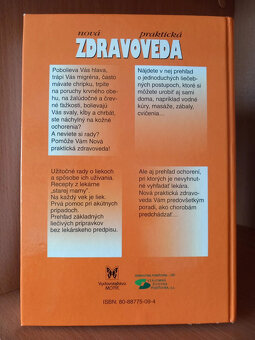 nová praktická
ZDRAVOVEDA
Pobolieva Vás hlava,
trápi Vás migréna, často
mávate chrípku, trpíte
na poruchy krvného obe-
hu, na žalúdočné a črev-
né ťažkosti, bolievajú
Vás svaly, kĺby a chrbát,
ste náchylný na kožné
ochorenia?
A neviete si rady?
Pomôže Vám Nová
praktická zdravoveda!
Nájdete v nej prehľad
o jednoduchých liečeb-
ných postupoch, ktoré si
môžete urobiť aj sami
doma, napríklad vodné
kúry, masáže, zábaly,
cvičenia...
Užitočné rady o liekoch
a spôsobe ich užívania.
Recepty z lekárne
„starej mamy".
Na každý vek je liek.
Prvá pomoc pri akútnych
prípadoch.
Prehľad základných
liečivých prípravkov
bez lekárskeho predpisu.
Ale aj prehľad ochorení,
pri ktorých je nevyhnut-
né vyhľadať lekára.
Nová praktická zdravo-
veda Vám predovšetkým
poradí, ako chorobám
predchádzať...
Vydavateľstvo
MOTÝĽ
ISBN: 80-88775-09-4